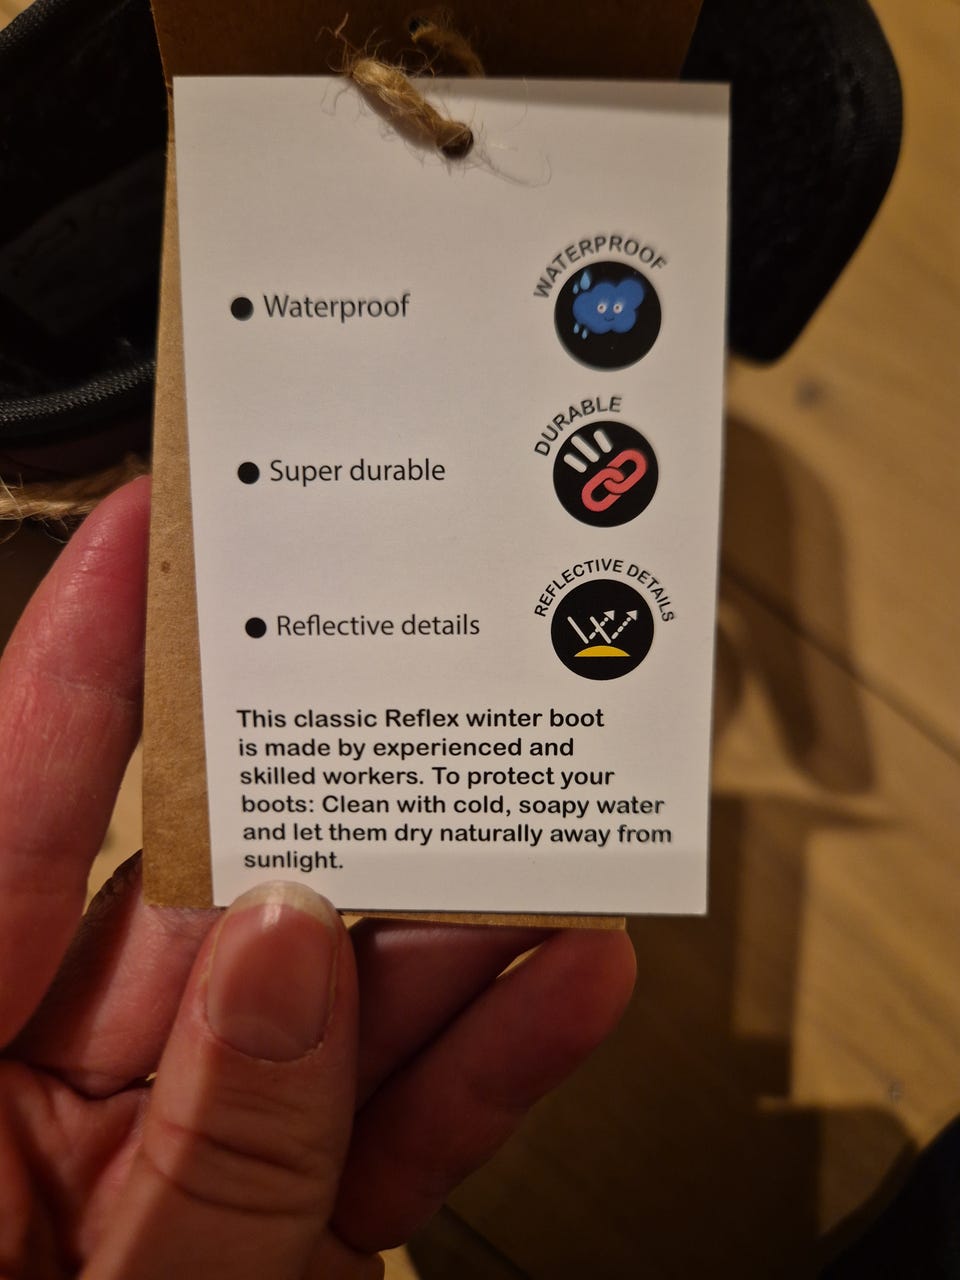 WATERPROOF
● Waterproof
DURABLE
● Super durable
REFLECTIVE DETAILS
● Reflective details
This classic Reflex winter boot
is made by experienced and
skilled workers. To protect your
boots: Clean with cold, soapy water
and let them dry naturally away from
sunlight.